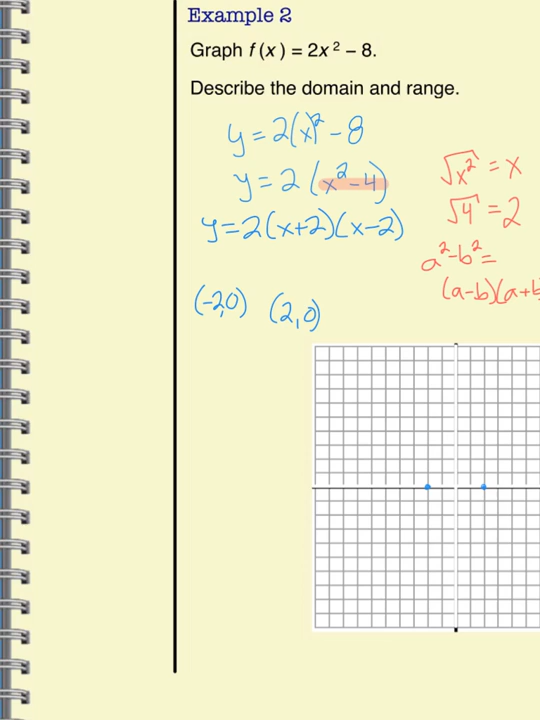 Example 2
Graph f(x) = 2x² − 8.
Describe the domain and range.
y = 2(x)² − 8
y = 2(x² − 4)
y = 2(x+2)(x−2)
√x² = x
√4 = 2
a² − b² =
(a−b)(a+b
(-2,0) (2,0)